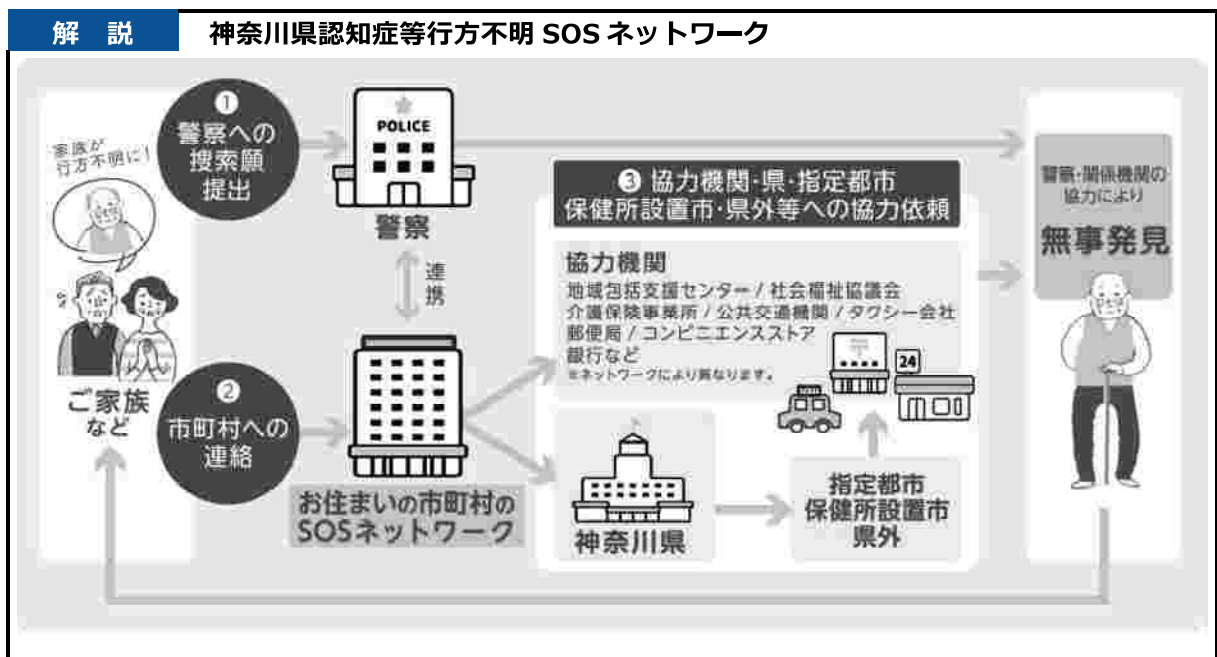 解　説
神奈川県認知症等行方不明 SOS ネットワーク
家族が
行方不明に！
ご家族
など
❶
警察への
捜索願
提出
POLICE
警察
連
携
❷
市町村への
連絡
お住まいの市町村の
SOSネットワーク
❸ 協力機関・県・指定都市
保健所設置市・県外等への協力依頼
協力機関
地域包括支援センター / 社会福祉協議会
介護保険事業所 / 公共交通機関 / タクシー会社
郵便局 / コンビニエンスストア
銀行など
※ネットワークにより異なります。
24
神奈川県
指定都市
保健所設置市
県外
警察・関係機関の
協力により
無事発見